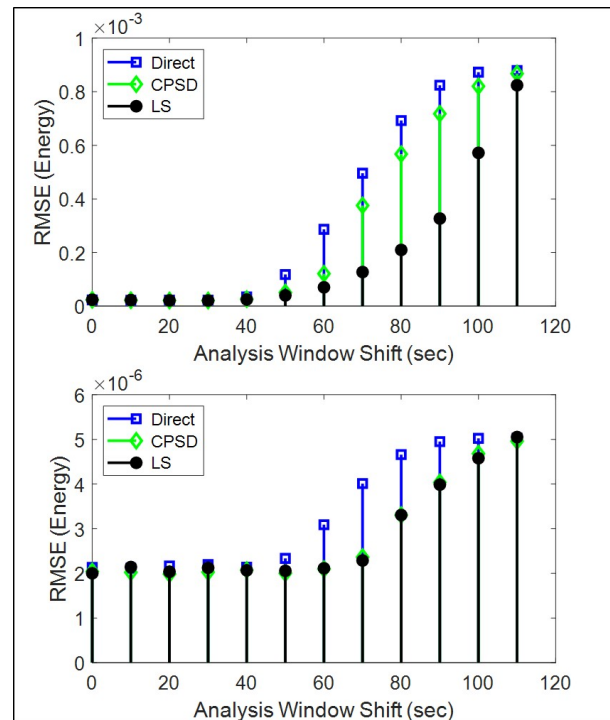 ×10⁻³
1
0.8
0.6
0.4
0.2
0
RMSE (Energy)
Direct
CPSD
LS
0 20 40 60 80 100 120
Analysis Window Shift (sec)
×10⁻⁶
6
5
4
3
2
1
0
RMSE (Energy)
Direct
CPSD
LS
0 20 40 60 80 100 120
Analysis Window Shift (sec)